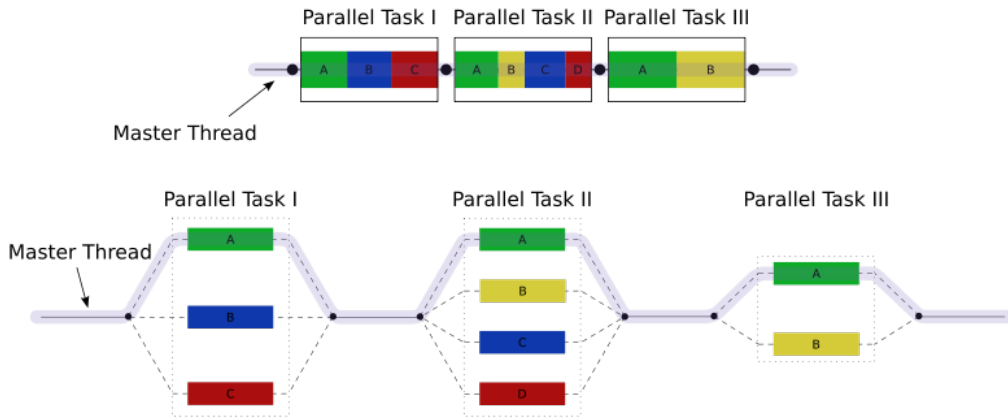 Parallel Task I Parallel Task II Parallel Task III
A B C A B C D A B
Master Thread
Parallel Task I Parallel Task II Parallel Task III
A A
Master Thread
A
B
B
C
B
C D